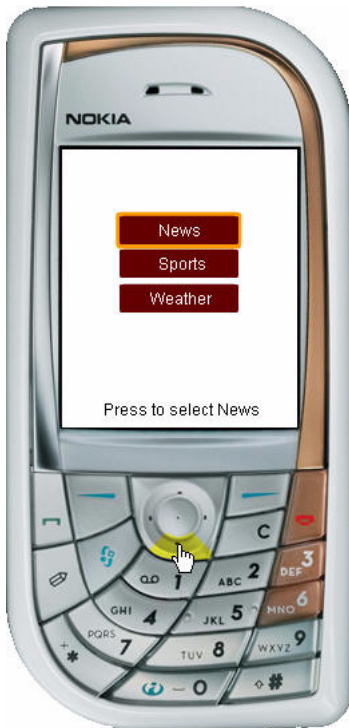 NOKIA
News
Sports
Weather
Press to select News
C
1
ABC 2
DEF 3
GHI 4
JKL 5
MNO 6
PQRS 7
TUV 8
WXYZ 9
+ *
- 0
#